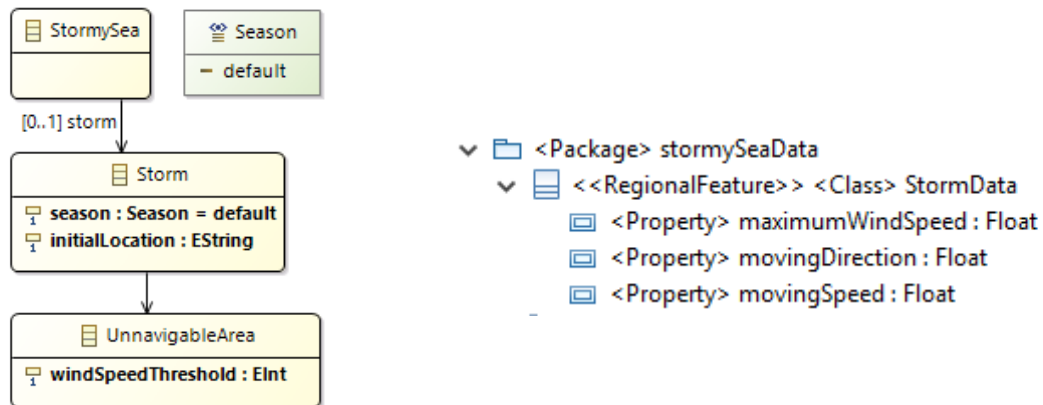 StormySea
Season
default
[0..1] storm
Storm
season : Season = default
initialLocation : EString
UnnavigableArea
windSpeedThreshold : EInt
<Package> stormySeaData
<<RegionalFeature>> <Class> StormData
<Property> maximumWindSpeed : Float
<Property> movingDirection : Float
<Property> movingSpeed : Float